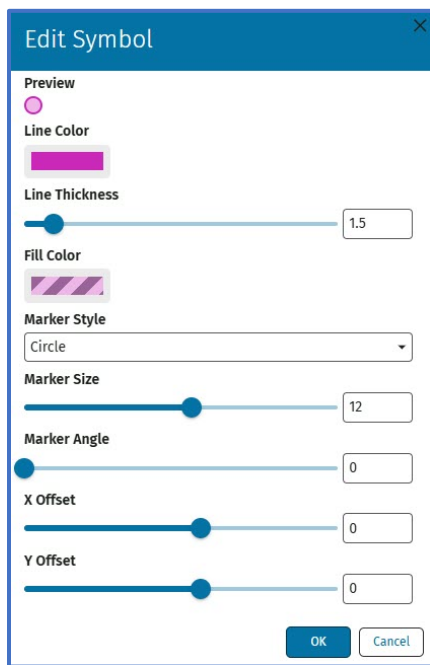 Edit Symbol
Preview
Line Color
Line Thickness
1.5
Fill Color
Marker Style
Circle
Marker Size
12
Marker Angle
0
X Offset
0
Y Offset
0
OK Cancel